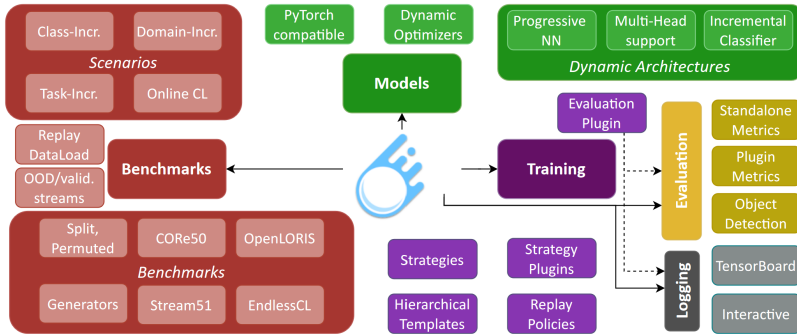 Class-Incr.
Domain-Incr.
Scenarios
Task-Incr.
Online CL
PyTorch
compatible
Dynamic
Optimizers
Models
Progressive
NN
Multi-Head
support
Incremental
Classifier
Dynamic Architectures
Replay
DataLoad
OOD/valid.
streams
Benchmarks
Training
Evaluation
Plugin
Evaluation
Standalone
Metrics
Plugin
Metrics
Object
Detection
Split,
Permuted
CORe50
OpenLORIS
Benchmarks
Generators
Stream51
EndlessCL
Strategies
Strategy
Plugins
Hierarchical
Templates
Replay
Policies
Logging
TensorBoard
Interactive